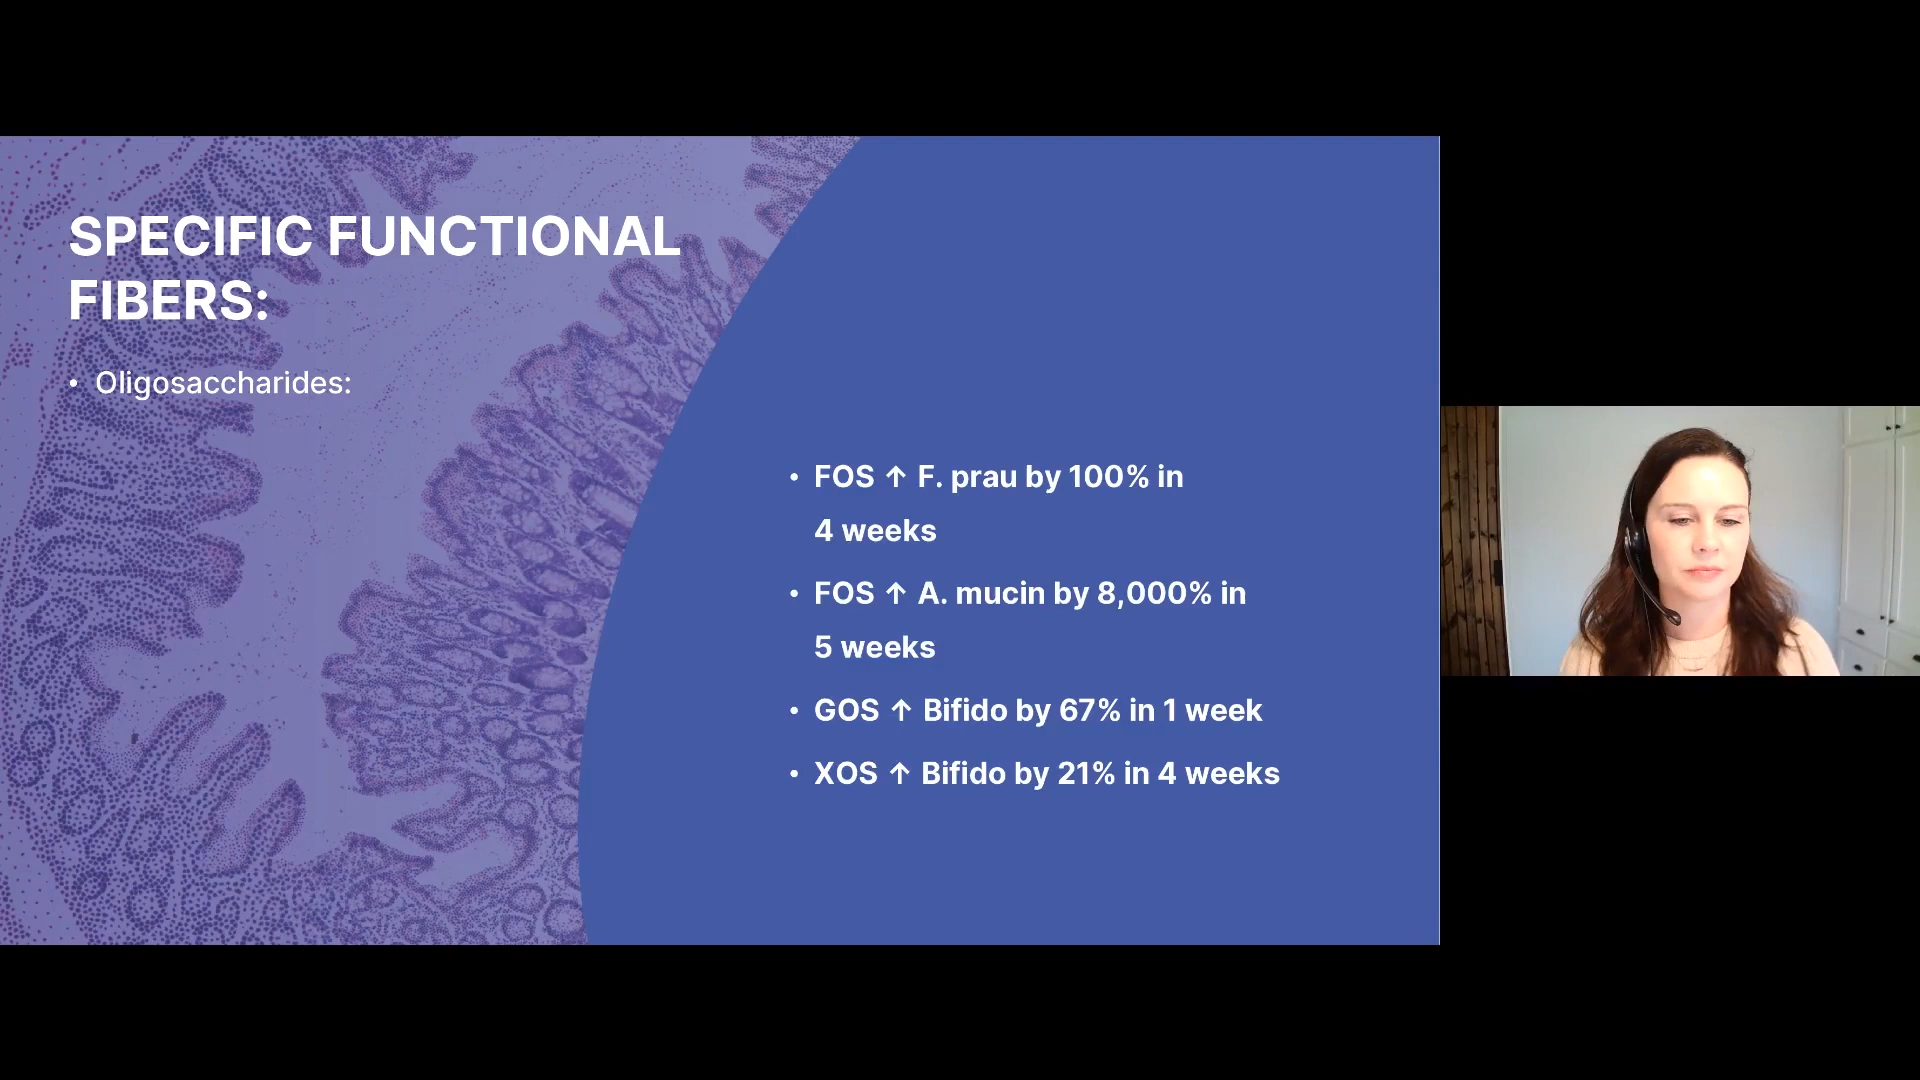 SPECIFIC FUNCTIONAL
FIBERS:
• Oligosaccharides:
• FOS ↑ F. prau by 100% in
4 weeks
• FOS ↑ A. mucin by 8,000% in
5 weeks
• GOS ↑ Bifido by 67% in 1 week
• XOS ↑ Bifido by 21% in 4 weeks